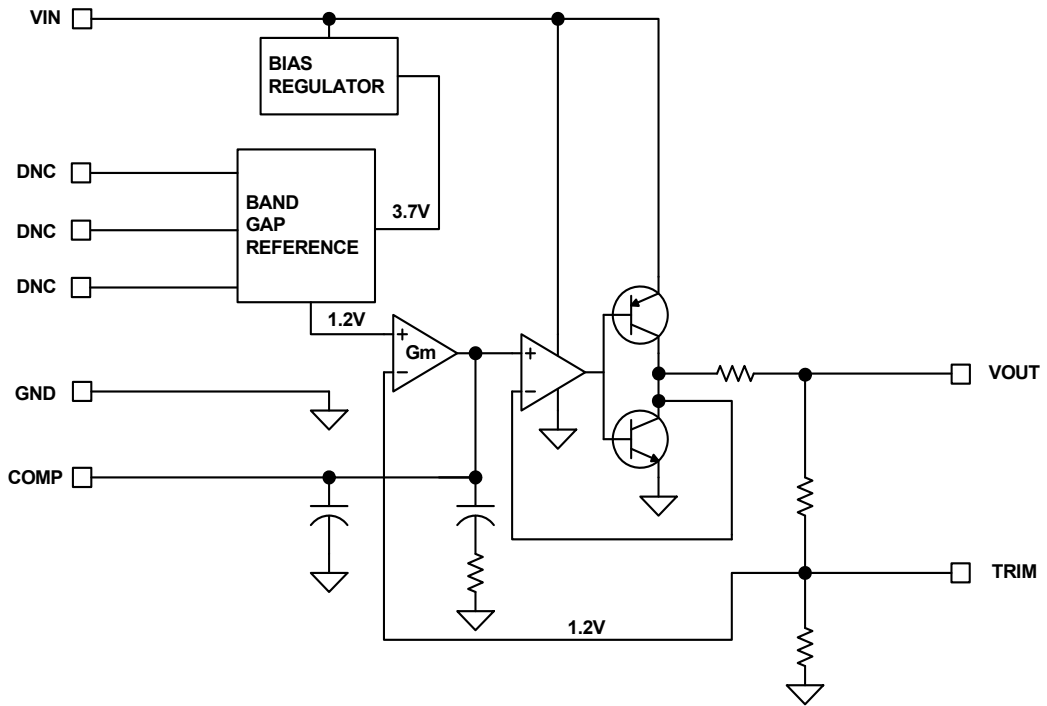 VIN
BIAS
REGULATOR
DNC
BAND
GAP
REFERENCE
3.7V
DNC
DNC
1.2V
+
Gm
−
+
−
GND
VOUT
COMP
TRIM
1.2V